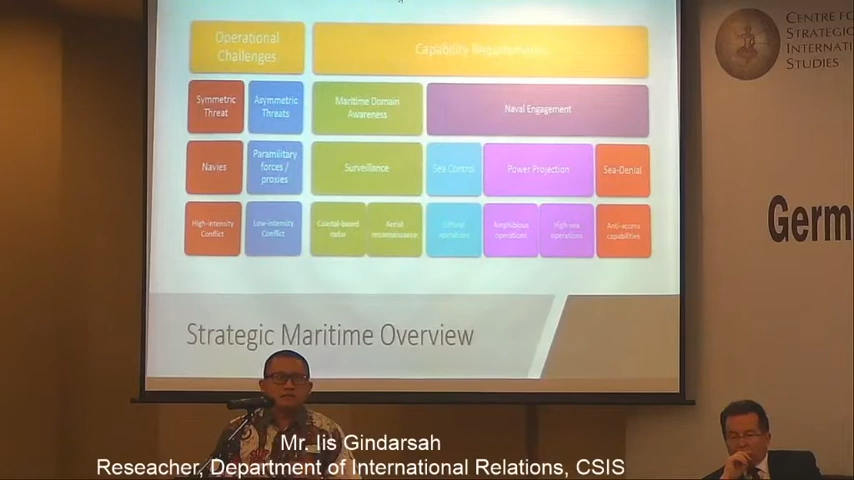 Operational
Challenges
Capability Requirements
CENTRE FO
STRATEGIC
INTERNATI
STUDIES
Symmetric
Threat
Asymmetric
Threats
Maritime Domain
Awareness
Naval Engagement
Navies
Paramilitary
forces /
proxies
Surveillance
Sea Control
Power Projection
Sea-Denial
High-intensity
Conflict
Low-intensity
Conflict
Coastal-based
radar
Aerial
reconnaissance
operations
Amphibious
operations
High-sea
operations
Anti-access
capabilities
Germ
Strategic Maritime Overview
Mr. Iis Gindarsah
Reseacher, Department of International Relations, CSIS